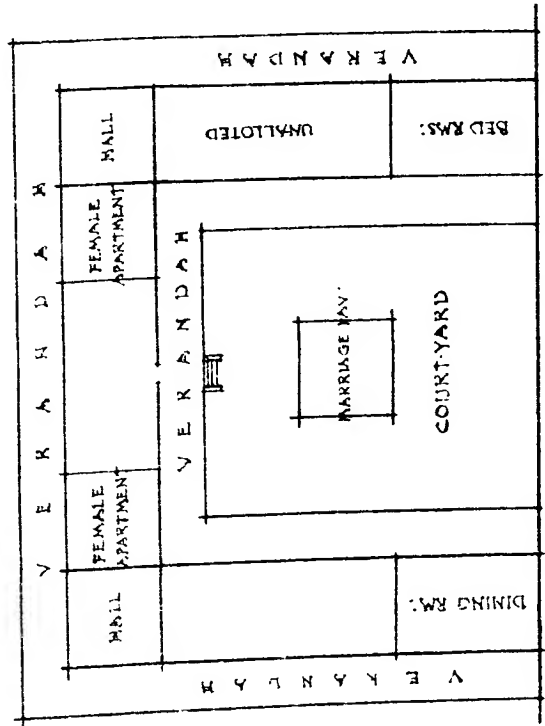 VERANDAH
HALL
UNALLOTED
BED RMS:
FEMALE
APARTMENT
VERANDAH
VERANDAH
MARRIAGE PAV:
COURT-YARD
FEMALE
APARTMENT
HALL
DINING RM:
VERANDAH